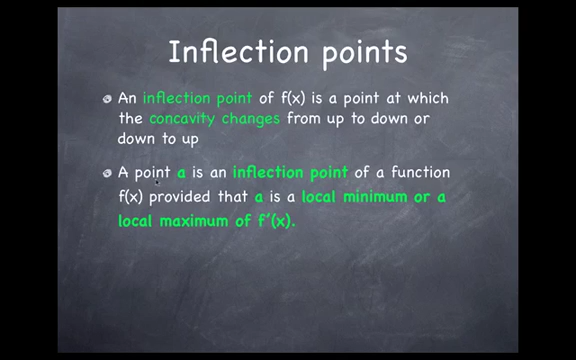 Inflection points
An inflection point of f(x) is a point at which
the concavity changes from up to down or
down to up
A point a is an inflection point of a function
f(x) provided that a is a local minimum or a
local maximum of f'(x).